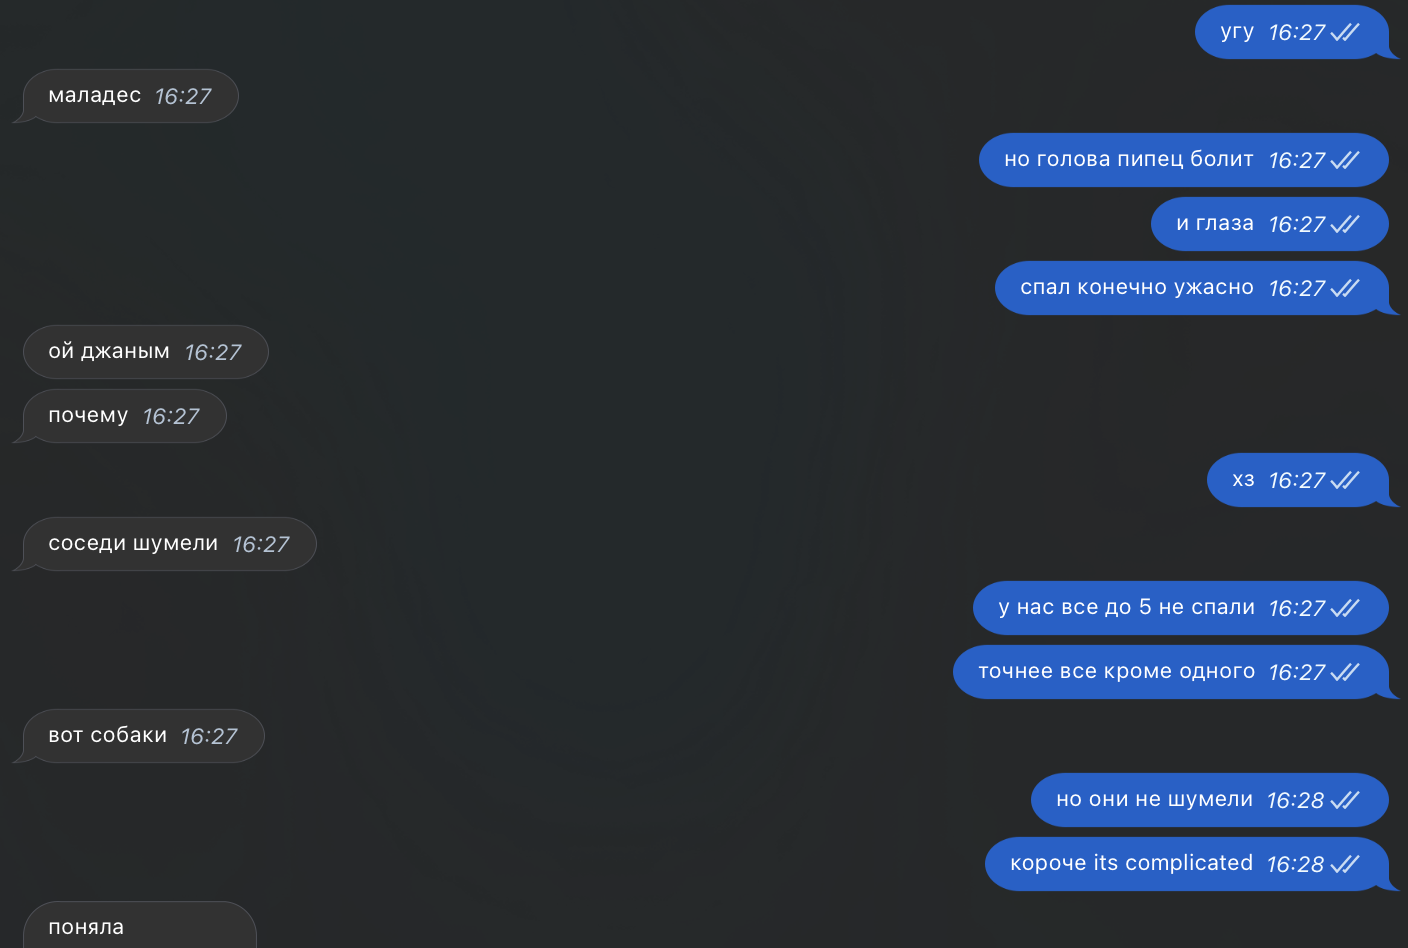 угу 16:27
маладес 16:27
но голова пипец болит 16:27
и глаза 16:27
спал конечно ужасно 16:27
ой джаным 16:27
почему 16:27
хз 16:27
соседи шумели 16:27
у нас все до 5 не спали 16:27
точнее все кроме одного 16:27
вот собаки 16:27
но они не шумели 16:28
короче its complicated 16:28
поняла